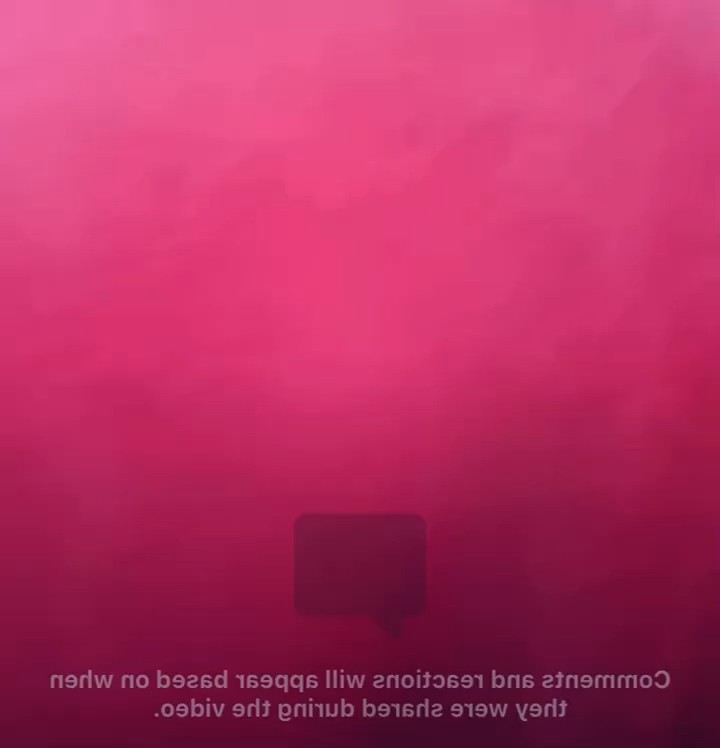 Comments and reactions will appear based on when
they were shared during the video.